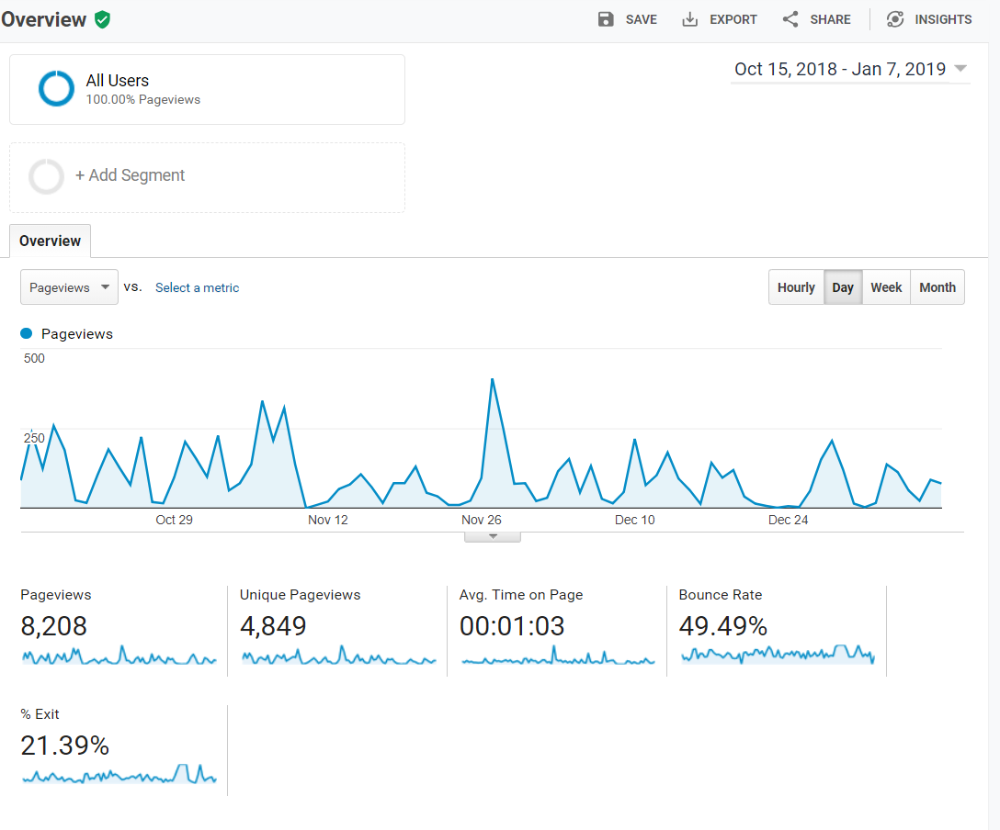 Overview
SAVE EXPORT SHARE INSIGHTS
All Users
100.00% Pageviews
Oct 15, 2018 - Jan 7, 2019
+ Add Segment
Overview
Pageviews vs. Select a metric
Hourly Day Week Month
Pageviews
500
250
Oct 29 Nov 12 Nov 26 Dec 10 Dec 24
Pageviews Unique Pageviews Avg. Time on Page Bounce Rate
8,208 4,849 00:01:03 49.49%
% Exit
21.39%